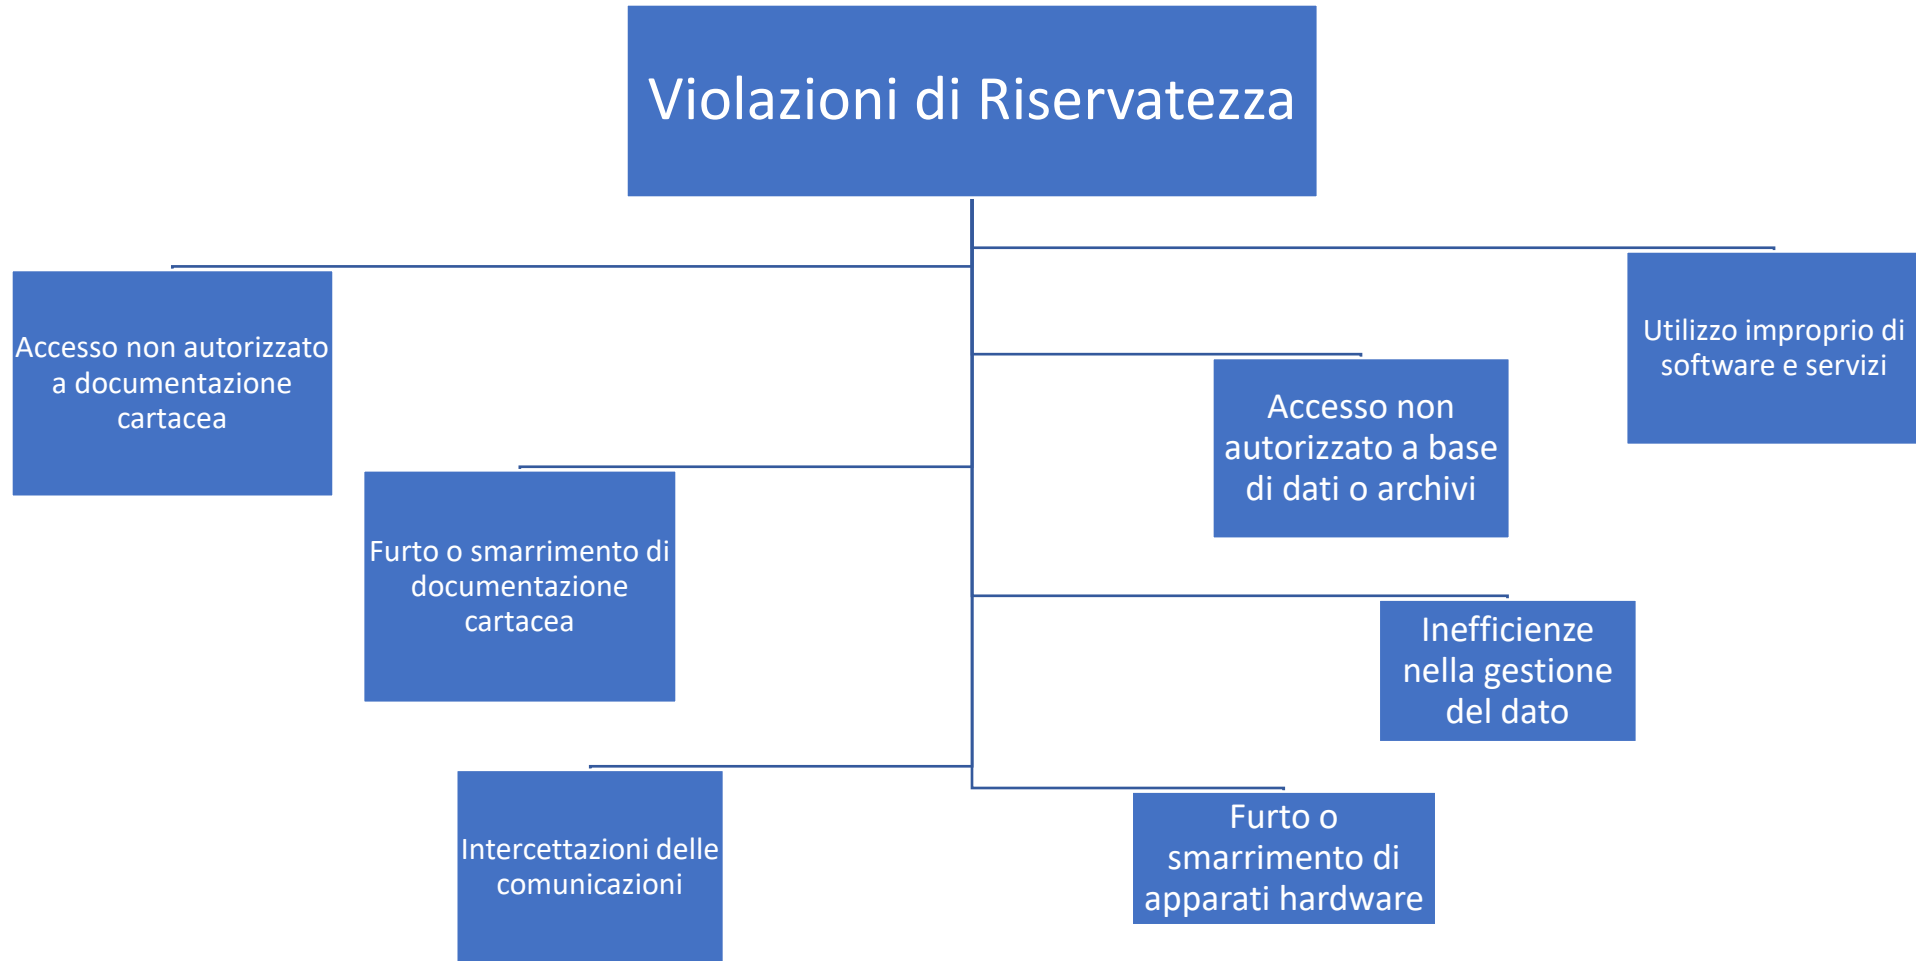 Violazioni di Riservatezza
Accesso non autorizzato
a documentazione
cartacea
Utilizzo improprio di
software e servizi
Accesso non
autorizzato a base
di dati o archivi
Furto o smarrimento di
documentazione
cartacea
Inefficienze
nella gestione
del dato
Intercettazioni delle
comunicazioni
Furto o
smarrimento di
apparati hardware